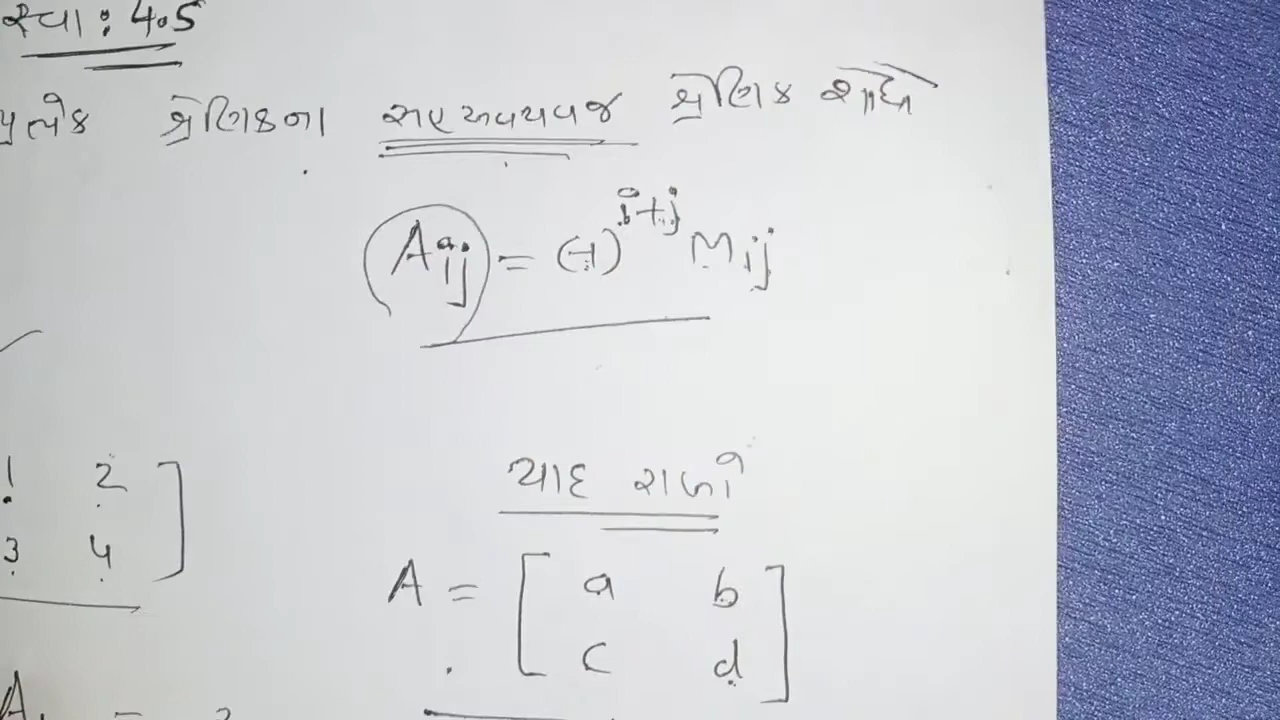 સ્વા : 4.5
પ્રત્યેક શ્રેણિકના સહઅવયવજ શ્રેણિક શોધો
Aij = (-1)^{i+j} Mij
1 2 ]
3 4
યાદ રાખો
A = [ a b ]
c d
A